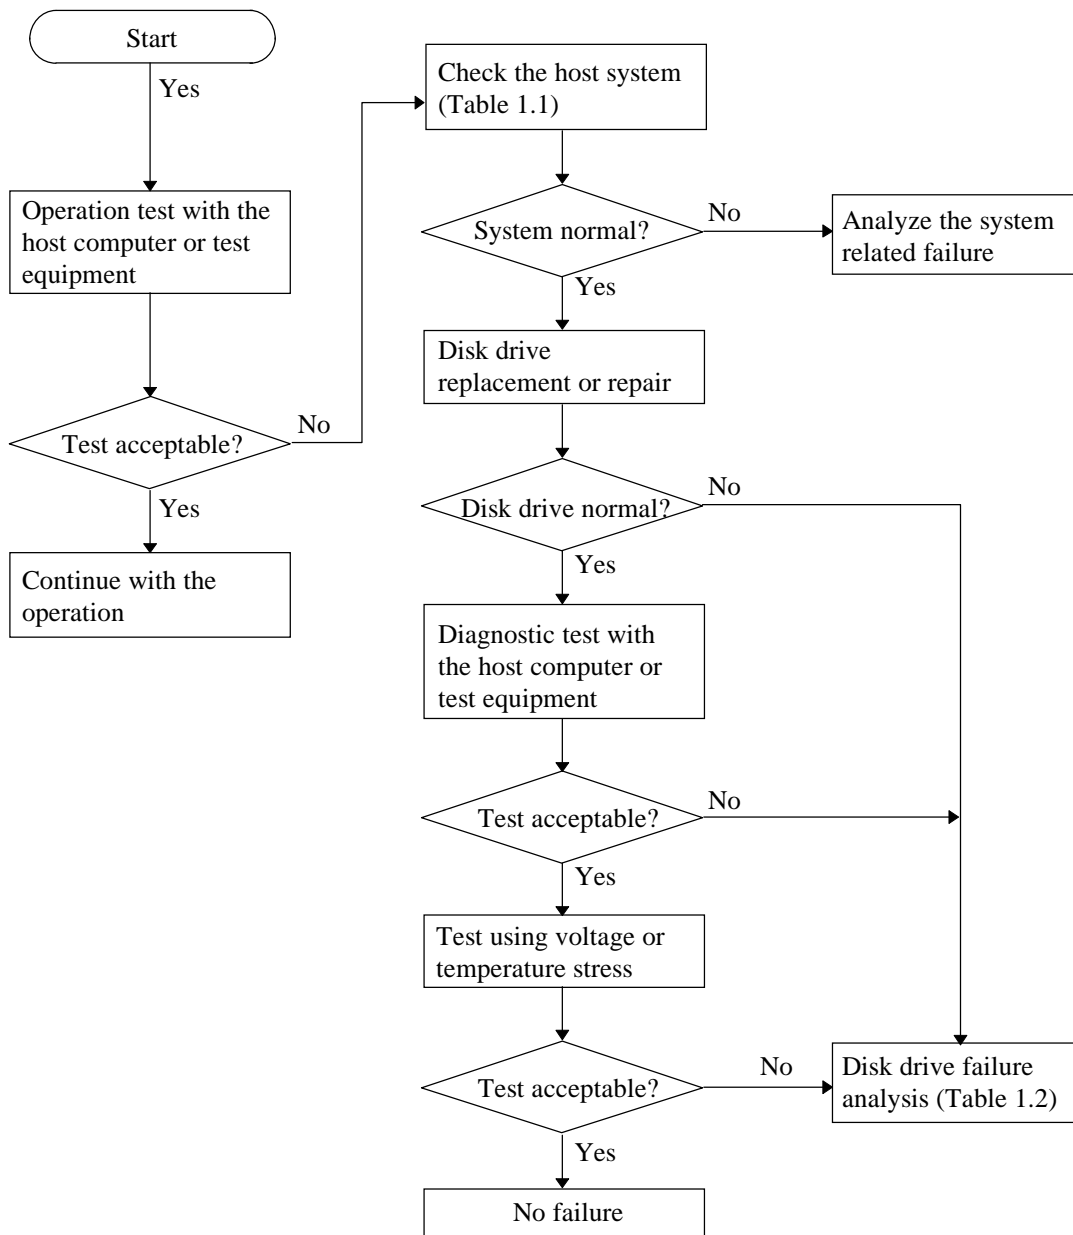 Start
Yes
Operation test with the
host computer or test
equipment
Test acceptable?
No
Yes
Continue with the
operation
Check the host system
(Table 1.1)
System normal?
No
Analyze the system
related failure
Yes
Disk drive
replacement or repair
Disk drive normal?
No
Yes
Diagnostic test with
the host computer or
test equipment
Test acceptable?
No
Yes
Test using voltage or
temperature stress
Test acceptable?
No
Disk drive failure
analysis (Table 1.2)
Yes
No failure